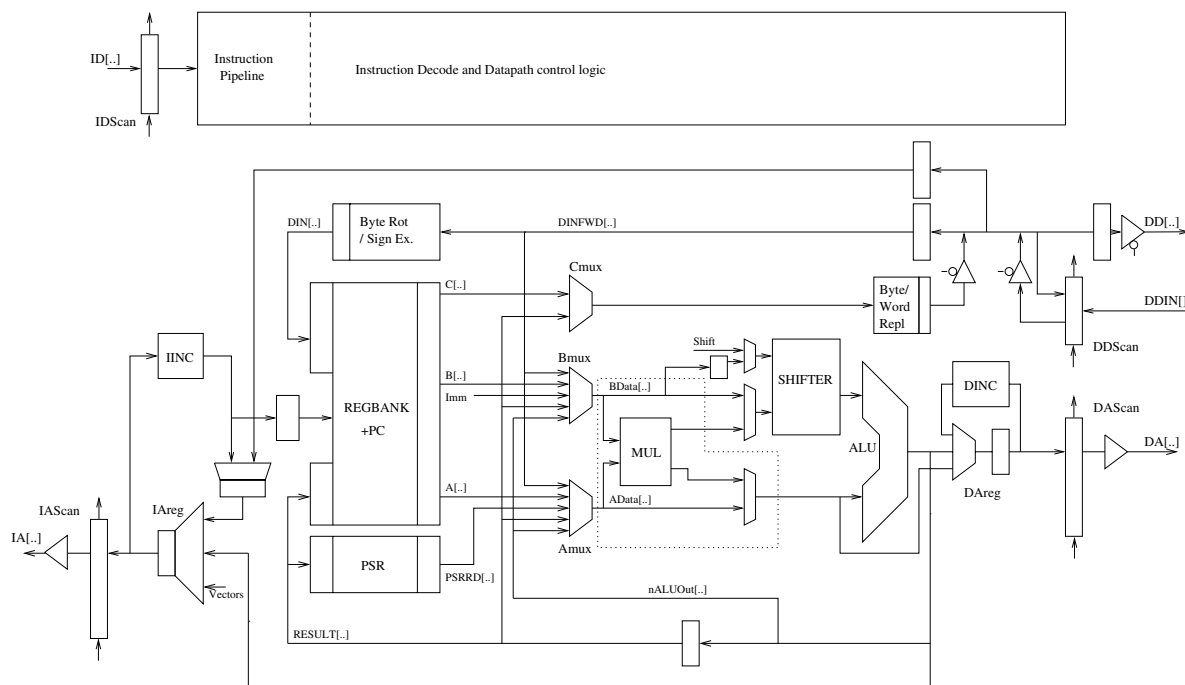 ID[..]
Instruction
Pipeline
Instruction Decode and Datapath control logic
IDScan
DIN[..]
Byte Rot
/ Sign Ex.
DINFWD[..]
DD[..]
C[..]
Cmux
Byte/
Word
Repl
DDIN[]
DDScan
IINC
REGBANK
+PC
B[..]
Imm
Bmux
BData[..]
Shift
SHIFTER
DINC
DAScan
MUL
ALU
DA[..]
DAreg
A[..]
AData[..]
Amux
IAScan
IAreg
IA[..]
Vectors
PSR
PSRRD[..]
nALUOut[..]
RESULT[..]